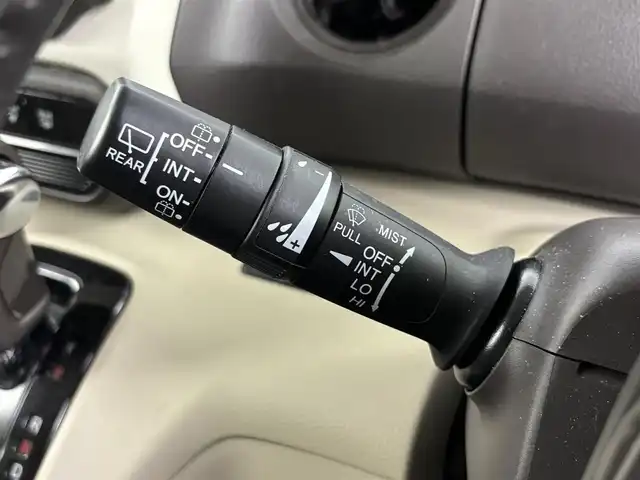 REAR
OFF
INT
ON
-
+
PULL
MIST
OFF
INT
LO
HI